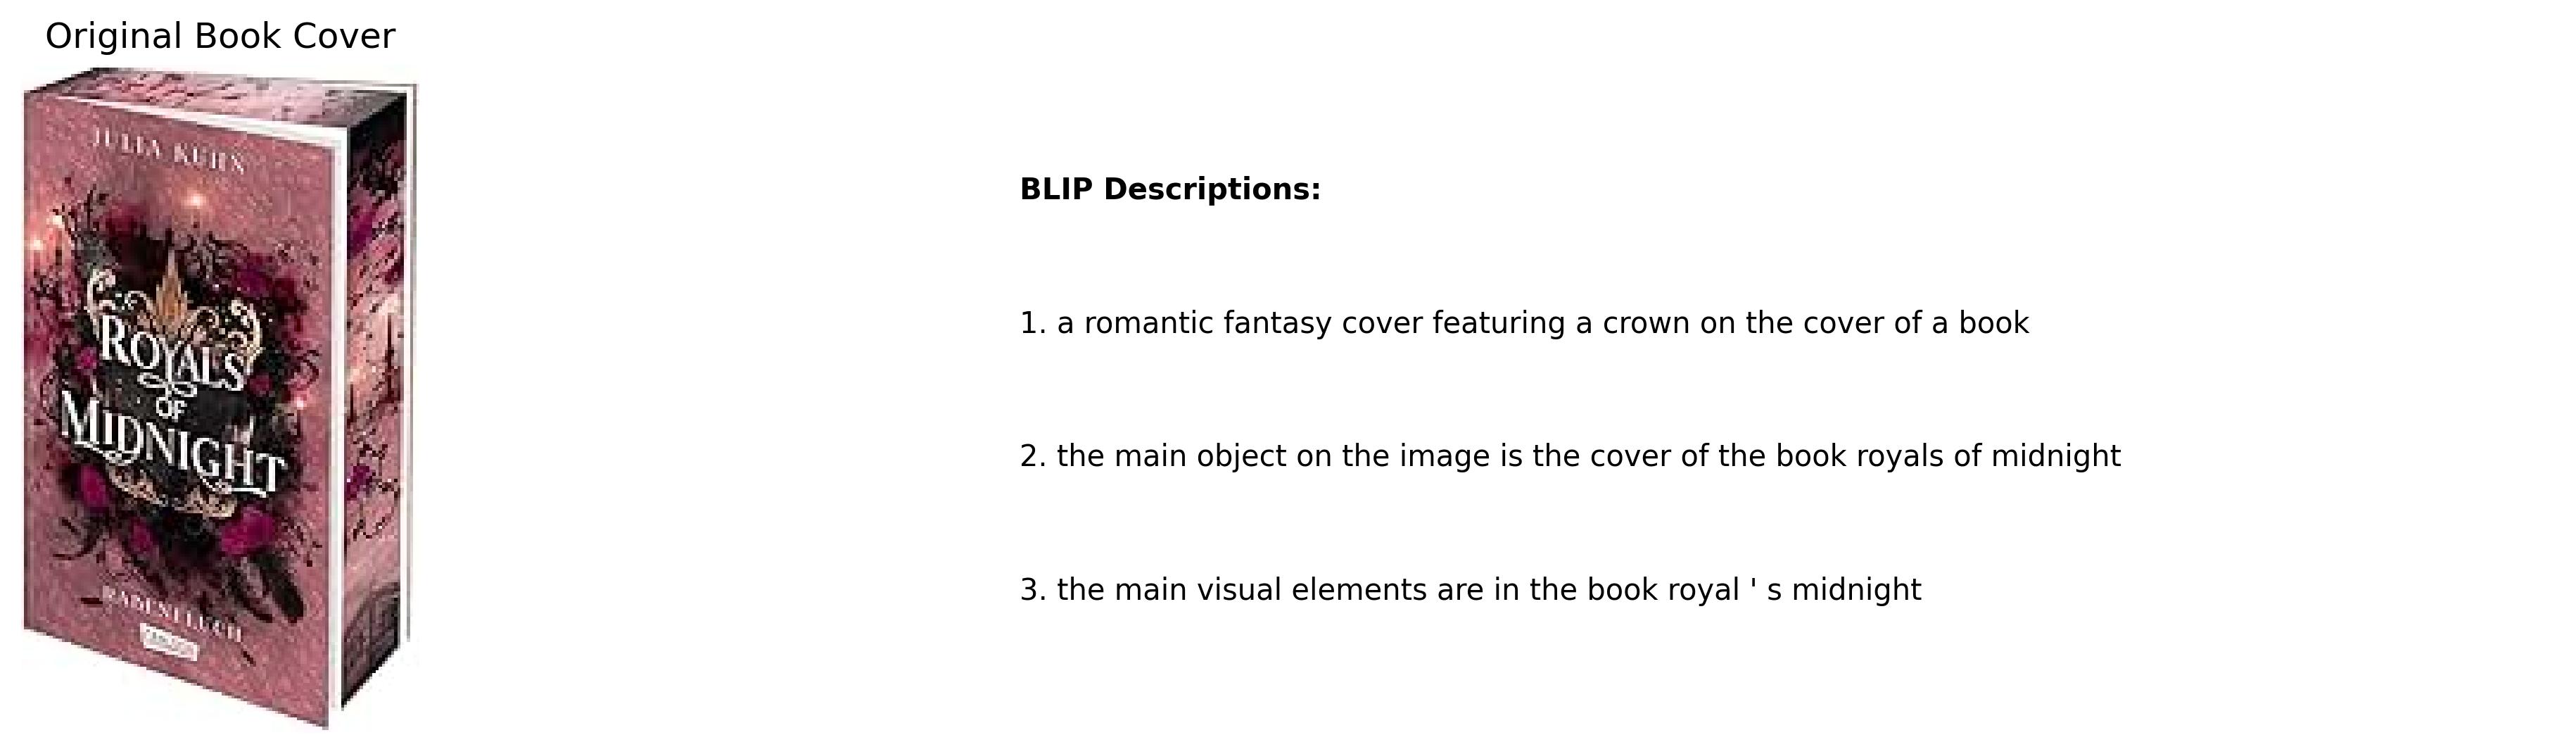 Original Book Cover
JULIA KUHN
ROYALS
OF
MIDNIGHT
RABENFLUCH
BLIP Descriptions:
1. a romantic fantasy cover featuring a crown on the cover of a book
2. the main object on the image is the cover of the book royals of midnight
3. the main visual elements are in the book royal ' s midnight